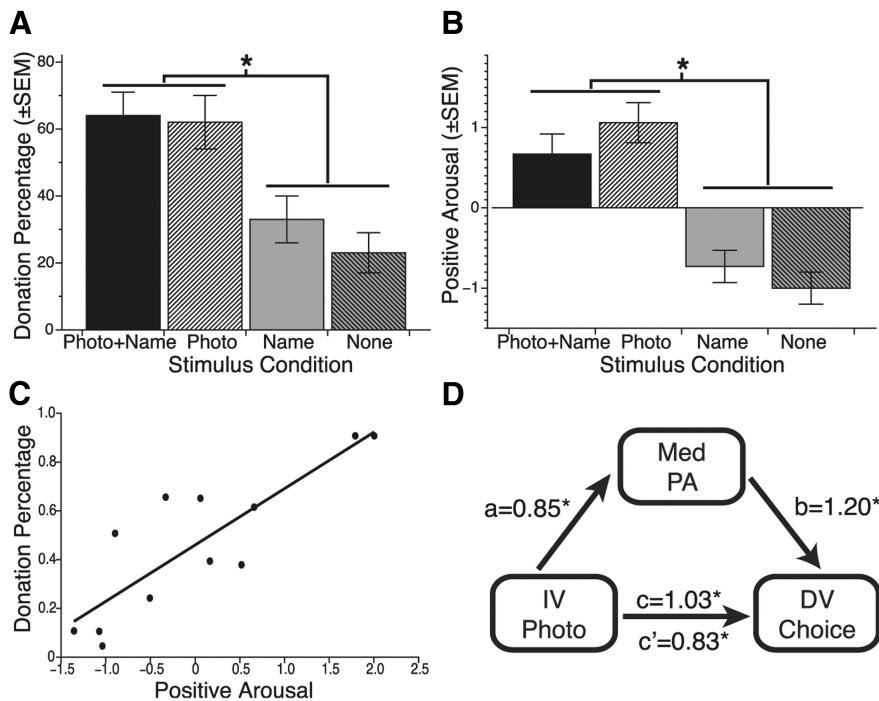 A
Donation Percentage (±SEM)
80
60
40
20
0
*
Photo+Name Photo Name None
Stimulus Condition
B
Positive Arousal (±SEM)
1
0
−1
*
Photo+Name Photo Name None
Stimulus Condition
C
Donation Percentage
1.0
0.8
0.6
0.4
0.2
0
−1.5 −1.0 −0.5 0 0.5 1.0 1.5 2.0 2.5
Positive Arousal
D
Med
PA
a=0.85*
b=1.20*
IV
Photo
c=1.03*
c'=0.83*
DV
Choice